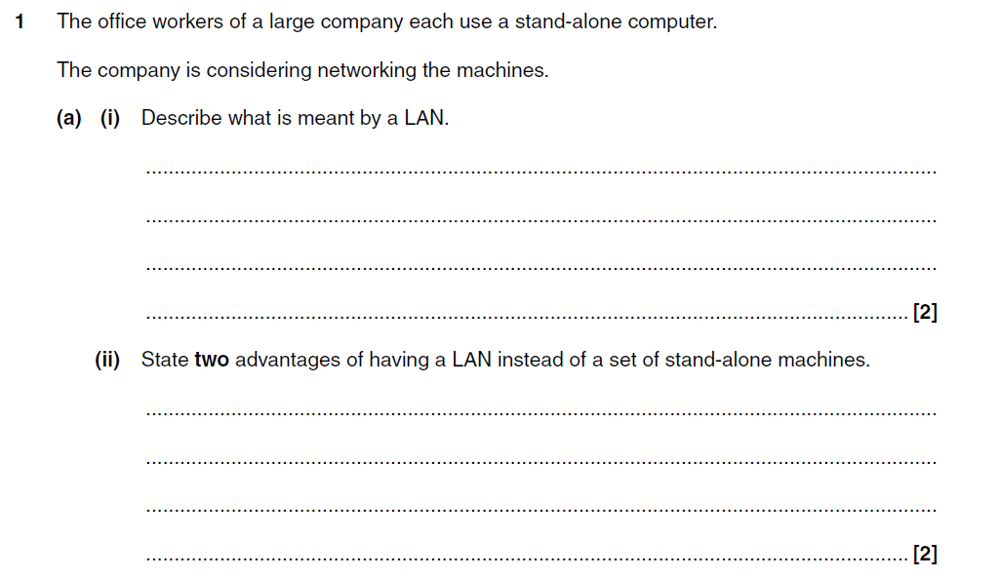 1 The office workers of a large company each use a stand-alone computer.
The company is considering networking the machines.
(a) (i) Describe what is meant by a LAN.
..........................................................................................................................................
..........................................................................................................................................
..........................................................................................................................................
..................................................................................................................................... [2]
(ii) State two advantages of having a LAN instead of a set of stand-alone machines.
..........................................................................................................................................
..........................................................................................................................................
..........................................................................................................................................
..................................................................................................................................... [2]